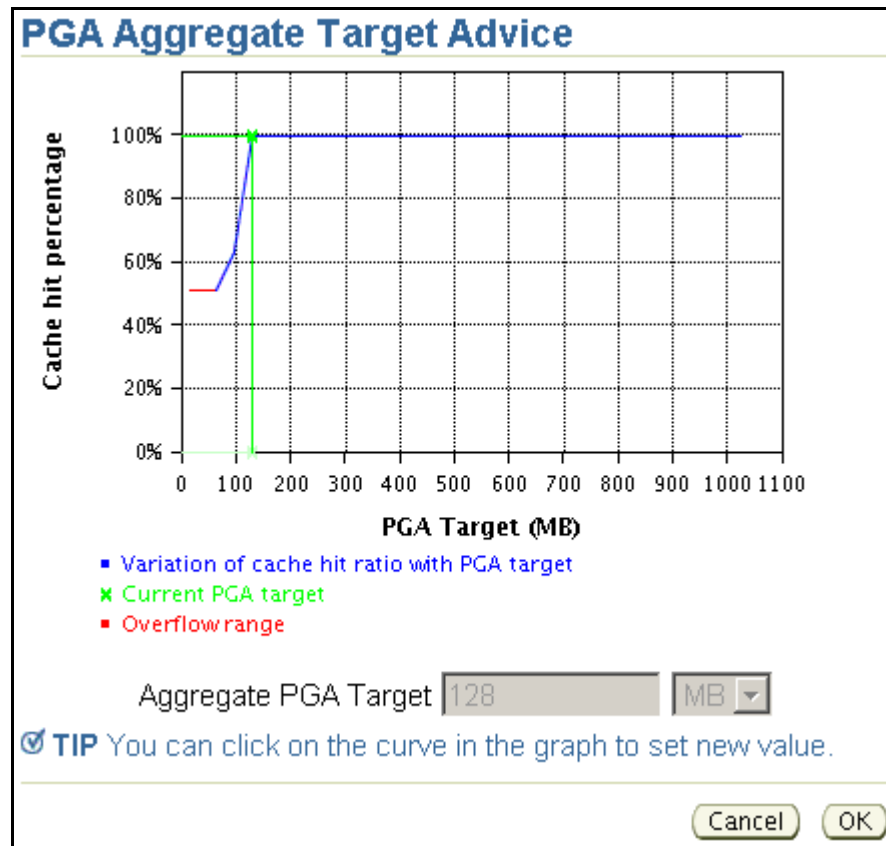 PGA Aggregate Target Advice
Cache hit percentage
100%
80%
60%
40%
20%
0%
0 100 200 300 400 500 600 700 800 900 1000 1100
PGA Target (MB)
Variation of cache hit ratio with PGA target
Current PGA target
Overflow range
Aggregate PGA Target 128 MB
TIP You can click on the curve in the graph to set new value.
Cancel OK